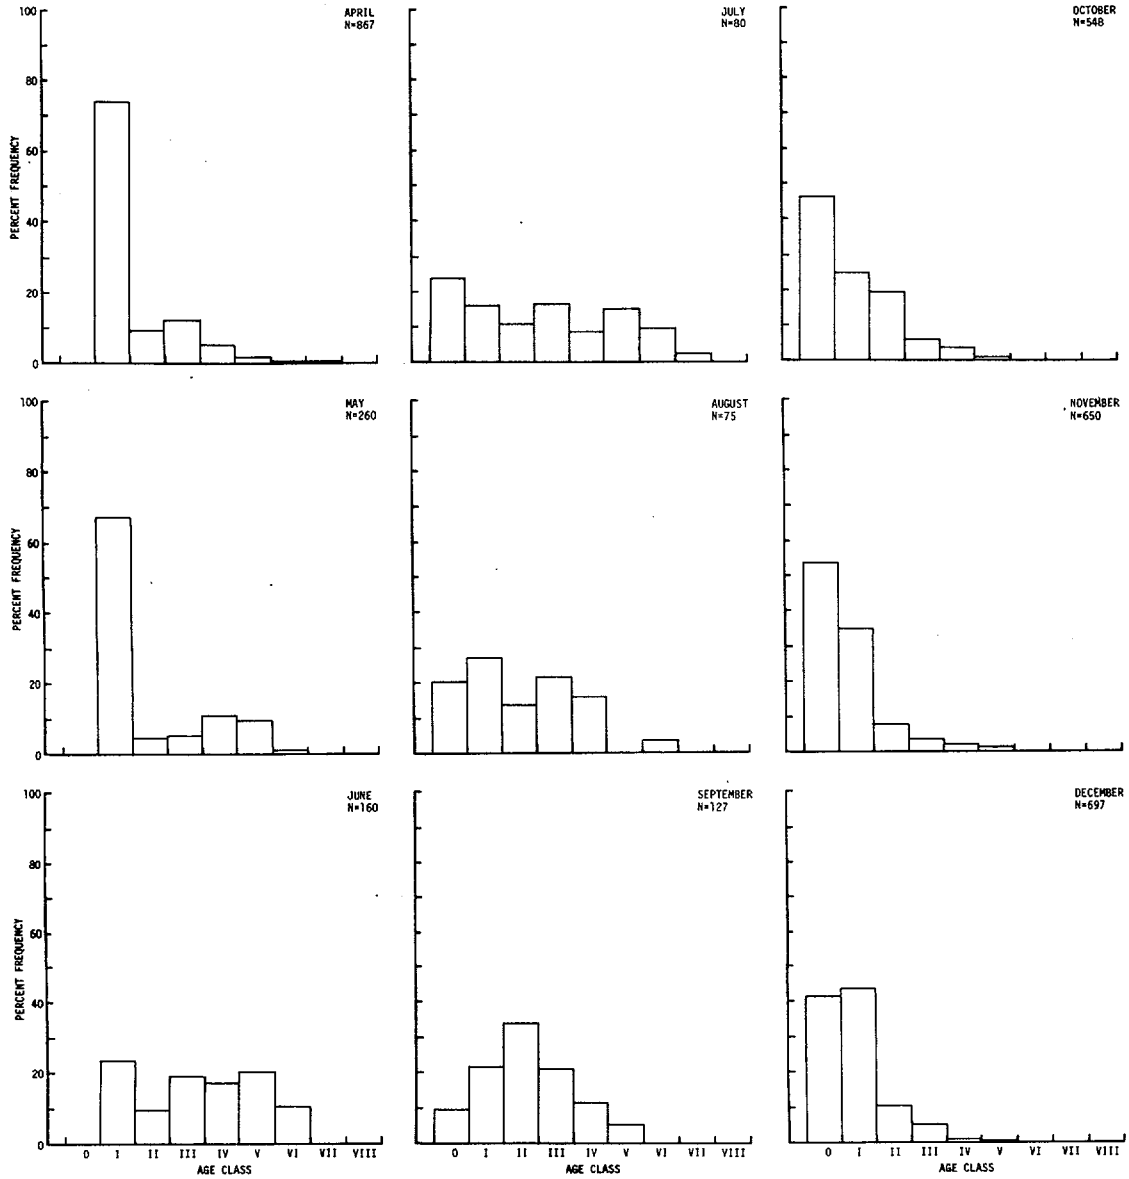 APRIL
N=867
JULY
N=80
OCTOBER
N=548
100
80
60
40
20
0
PERCENT FREQUENCY
MAY
N=260
AUGUST
N=75
NOVEMBER
N=650
100
80
60
40
20
0
PERCENT FREQUENCY
JUNE
N=160
SEPTEMBER
N=127
DECEMBER
N=697
100
80
60
40
20
0
PERCENT FREQUENCY
0 I II III IV V VI VII VIII
AGE CLASS
0 I II III IV V VI VII VIII
AGE CLASS
0 I II III IV V VI VII VIII
AGE CLASS